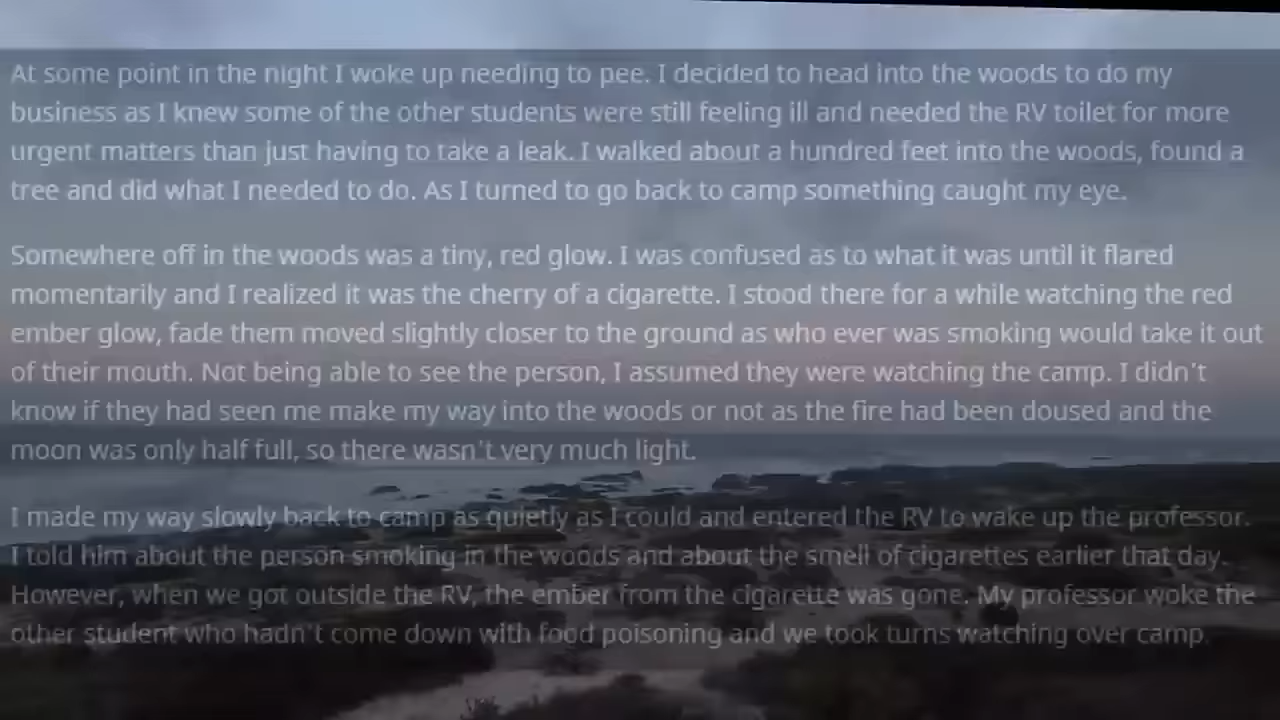 At some point in the night I woke up needing to pee. I decided to head into the woods to do my
business as I knew some of the other students were still feeling ill and needed the RV toilet for more
urgent matters than just having to take a leak. I walked about a hundred feet into the woods, found a
tree and did what I needed to do. As I turned to go back to camp something caught my eye.
Somewhere off in the woods was a tiny, red glow. I was confused as to what it was until it flared
momentarily and I realized it was the cherry of a cigarette. I stood there for a while watching the red
ember glow, fade them moved slightly closer to the ground as who ever was smoking would take it out
of their mouth. Not being able to see the person, I assumed they were watching the camp. I didn't
know if they had seen me make my way into the woods or not as the fire had been doused and the
moon was only half full, so there wasn't very much light.
I made my way slowly back to camp as quietly as I could and entered the RV to wake up the professor.
I told him about the person smoking in the woods and about the smell of cigarettes earlier that day.
However, when we got outside the RV, the ember from the cigarette was gone. My professor woke the
other student who hadn't come down with food poisoning and we took turns watching over camp.